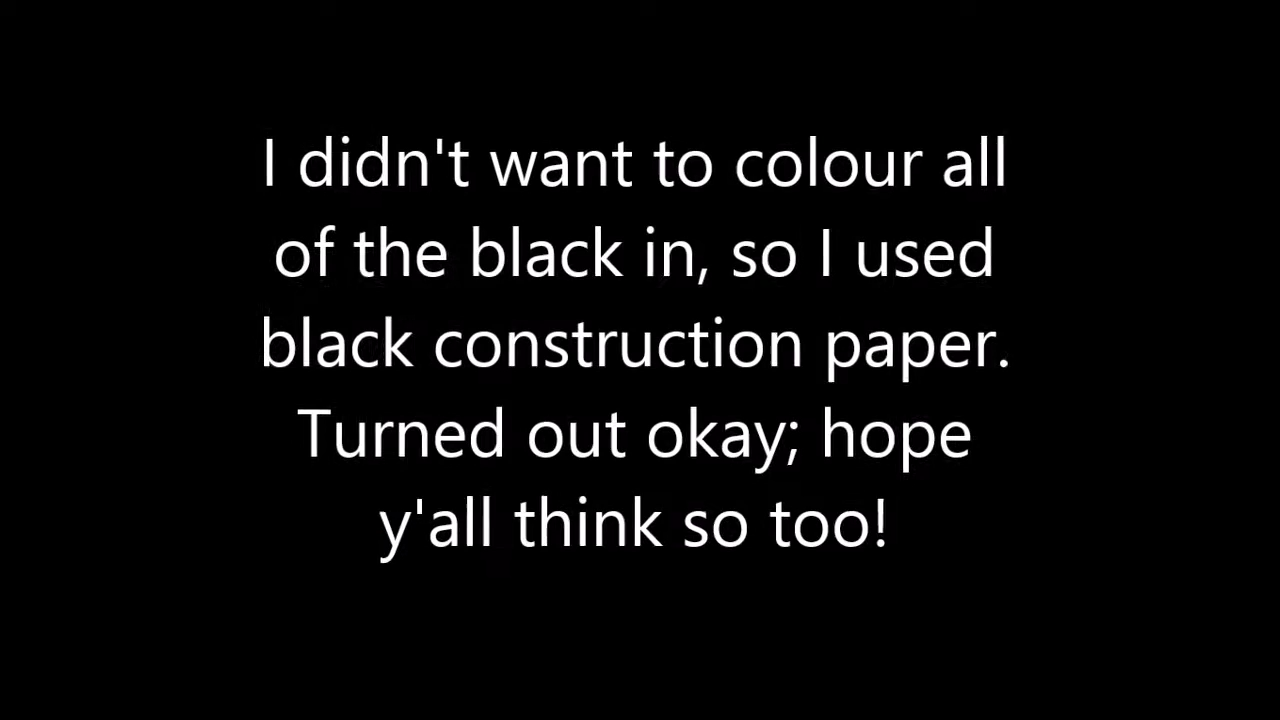 I didn't want to colour all
of the black in, so I used
black construction paper.
Turned out okay; hope
y'all think so too!